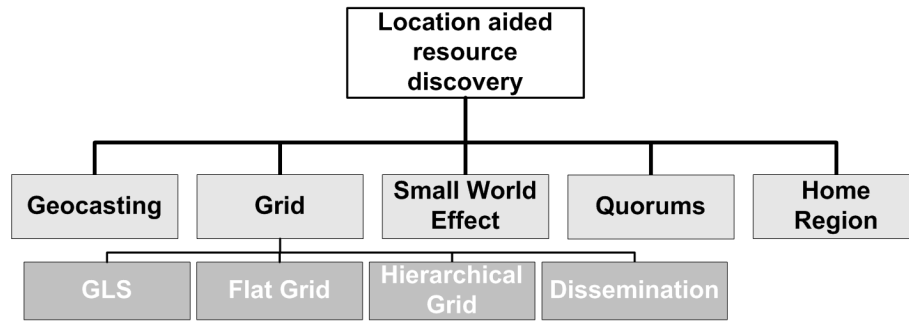 Location aided
resource
discovery
Geocasting
Grid
Small World
Effect
Quorums
Home
Region
GLS
Flat Grid
Hierarchical
Grid
Dissemination